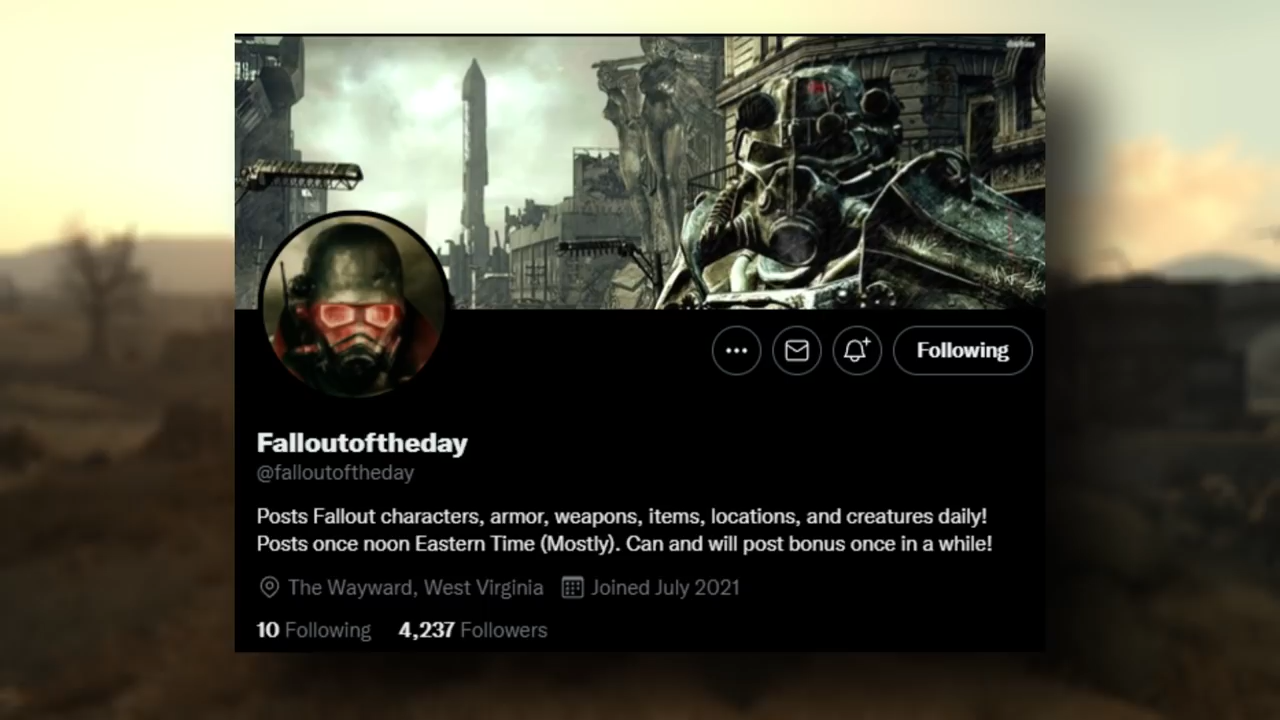 Following
Falloutoftheday
@falloutoftheday
Posts Fallout characters, armor, weapons, items, locations, and creatures daily!
Posts once noon Eastern Time (Mostly). Can and will post bonus once in a while!
The Wayward, West Virginia Joined July 2021
10 Following 4,237 Followers